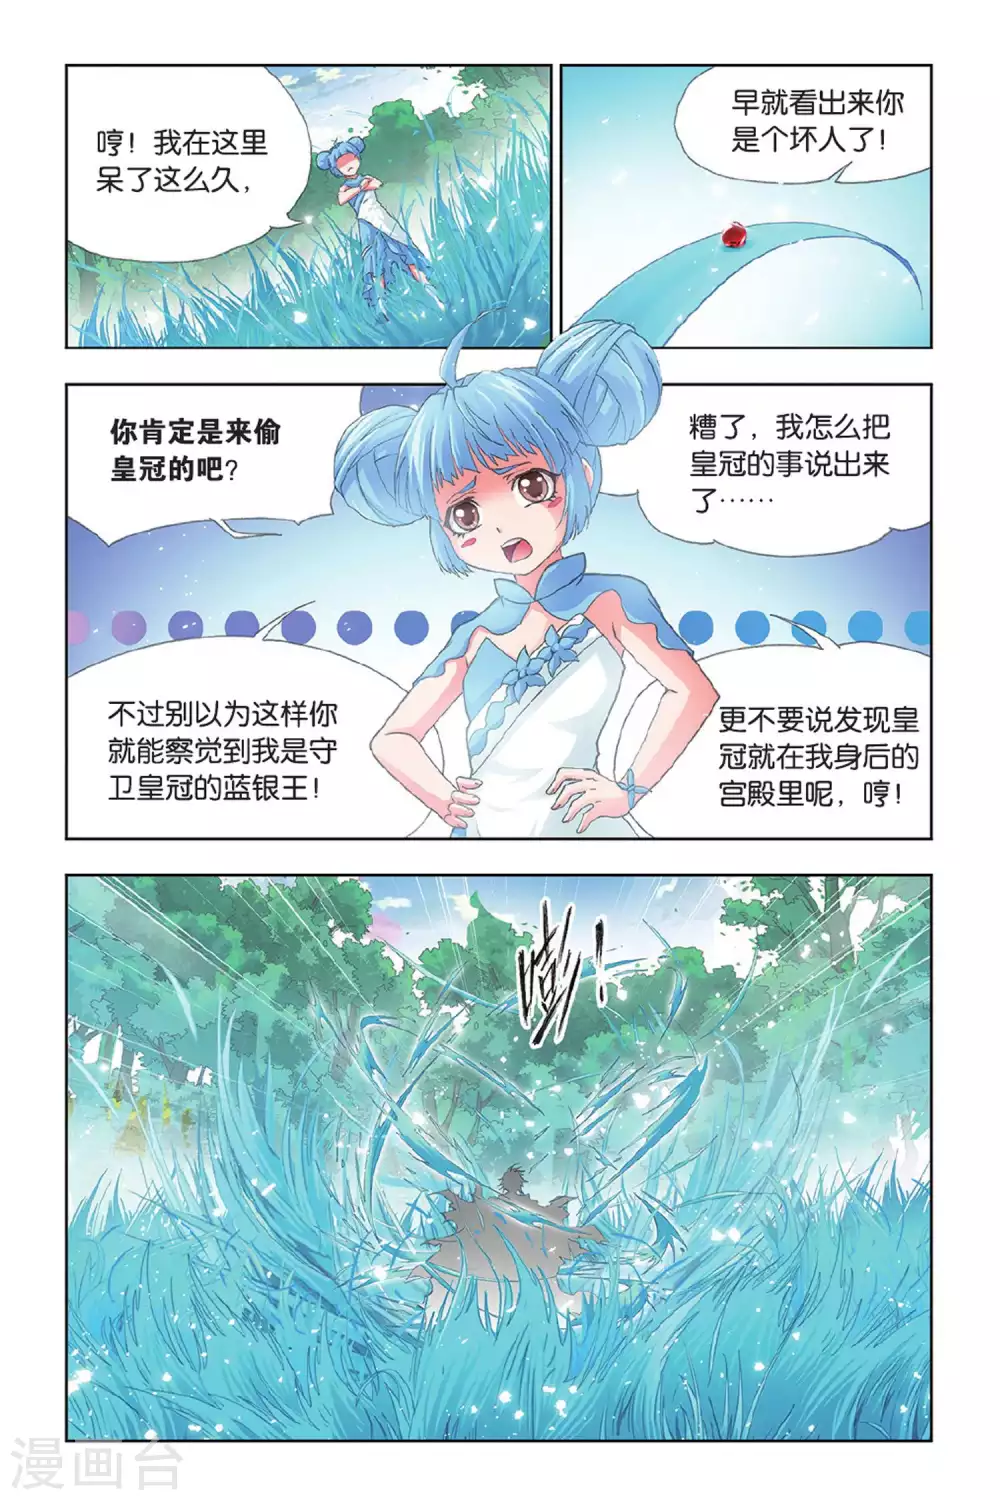 哼！我在这里
呆了这么久，
早就看出来你
是个坏人了！
你肯定是来偷
皇冠的吧？
糟了，我怎么把
皇冠的事说出来
了……
不过别以为这样你
就能察觉到我是守
卫皇冠的蓝银王！
更不要说发现皇
冠就在我身后的
宫殿里呢，哼！
嘭！
漫画台